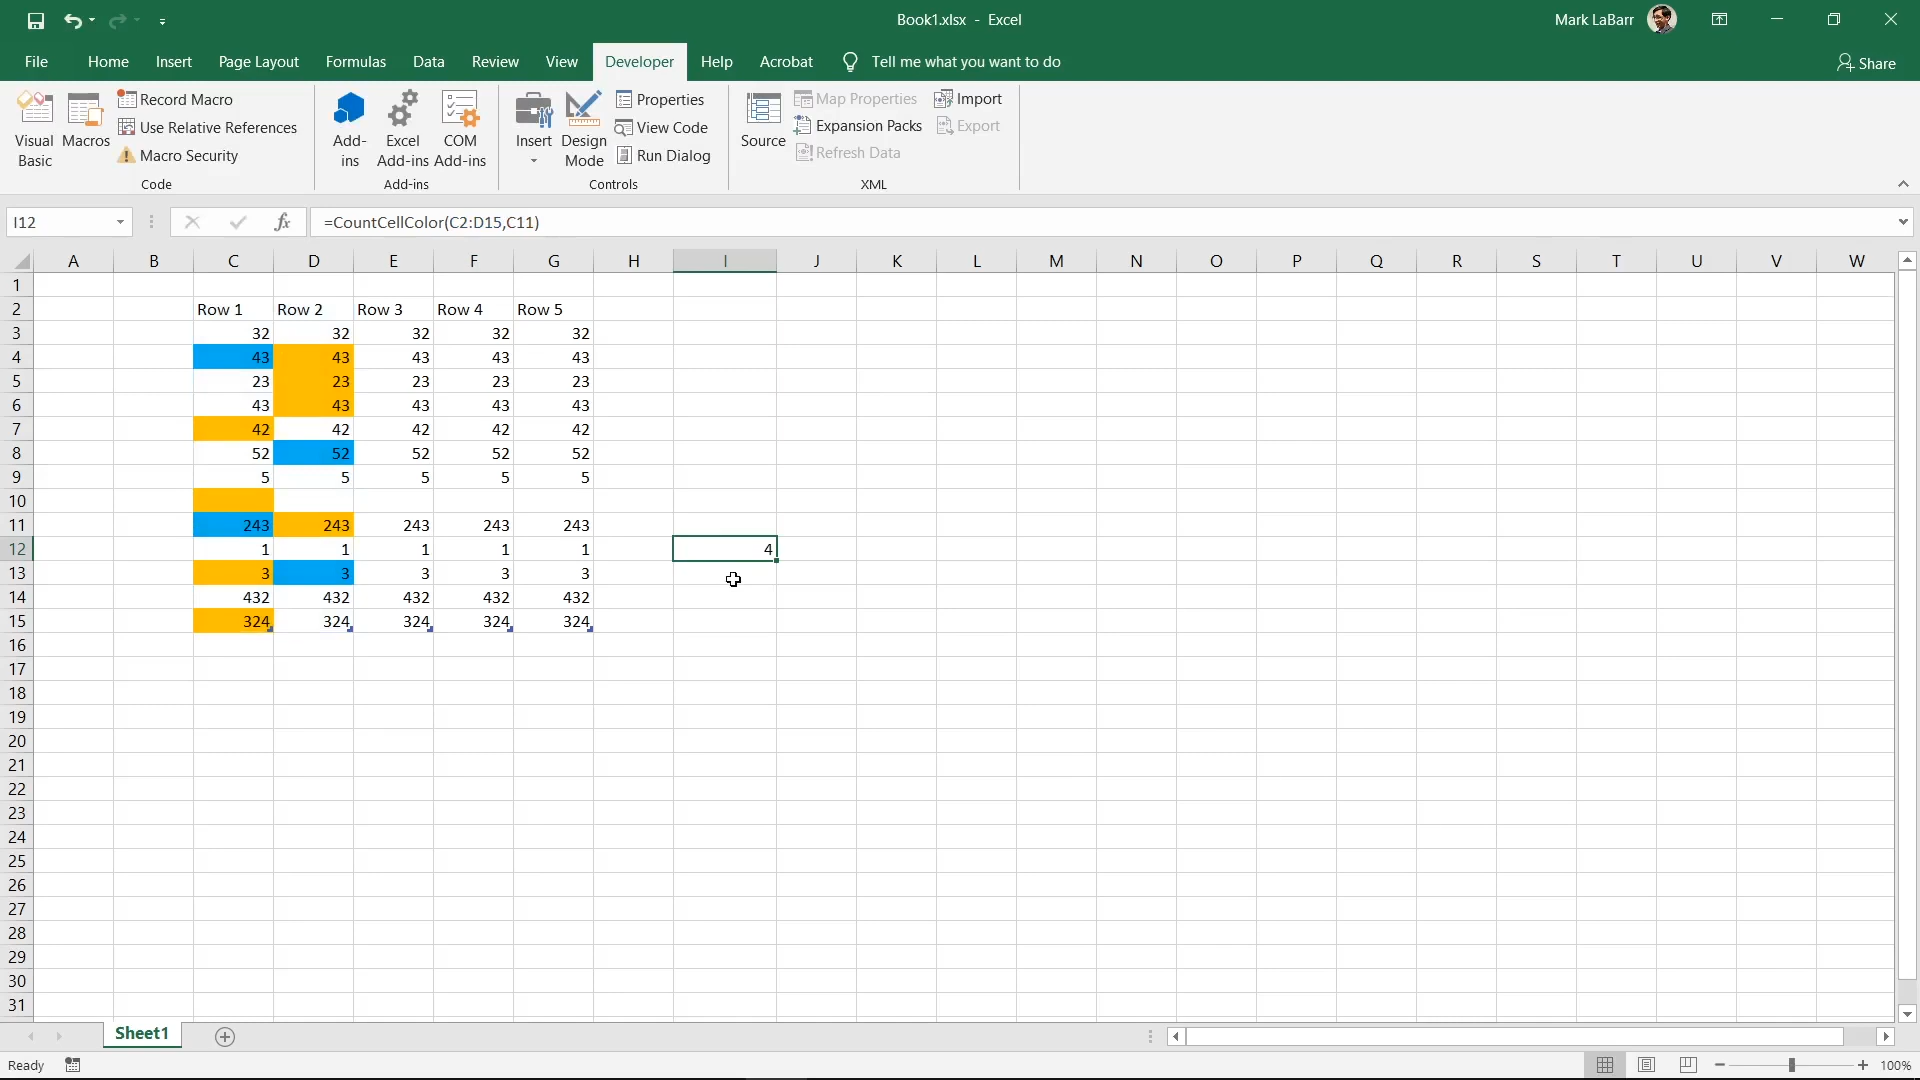 Book1.xlsx - Excel
Mark LaBarr
File Home Insert Page Layout Formulas Data Review View Developer Help Acrobat Tell me what you want to do Share
Visual Basic
Macros
Record Macro
Use Relative References
Macro Security
Code
Add-ins
Excel Add-ins
COM Add-ins
Add-ins
Insert
Design Mode
Properties
View Code
Run Dialog
Controls
Source
Map Properties
Expansion Packs
Refresh Data
Import
Export
XML
I12 fx =CountCellColor(C2:D15,C11)
A B C D E F G H I J K L M N O P Q R S T U V W
1
2 Row 1 Row 2 Row 3 Row 4 Row 5
3 32 32 32 32 32
4 43 43 43 43 43
5 23 23 23 23 23
6 43 43 43 43 43
7 42 42 42 42 42
8 52 52 52 52 52
9 5 5 5 5 5
10
11 243 243 243 243 243
12 1 1 1 1 1 4
13 3 3 3 3 3
14 432 432 432 432 432
15 324 324 324 324 324
16
17
18
19
20
21
22
23
24
25
26
27
28
29
30
31
Sheet1
Ready 100%